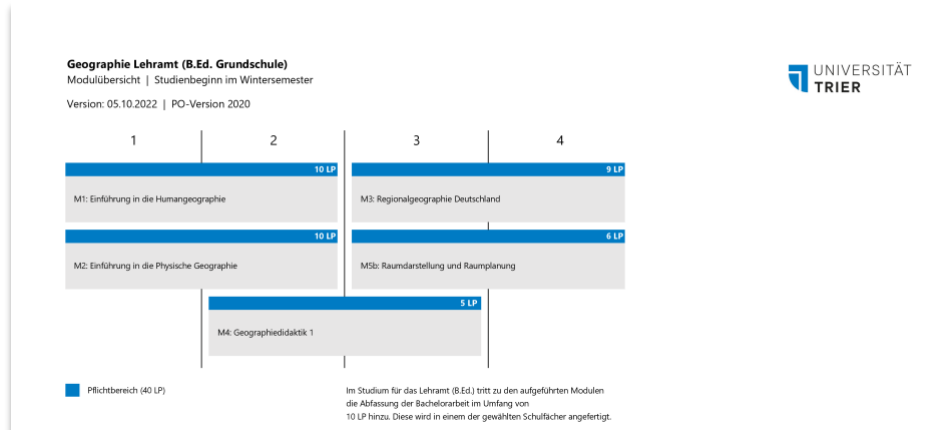 Geographie Lehramt (B.Ed. Grundschule)
Modulübersicht | Studienbeginn im Wintersemester
Version: 05.10.2022 | PO-Version 2020
UNIVERSITÄT
TRIER
1 2 3 4
10 LP 9 LP
M1: Einführung in die Humangeographie M3: Regionalgeographie Deutschland
10 LP 6 LP
M2: Einführung in die Physische Geographie M5b: Raumdarstellung und Raumplanung
5 LP
M4: Geographiedidaktik 1
Pflichtbereich (40 LP)
Im Studium für das Lehramt (B.Ed.) tritt zu den aufgeführten Modulen
die Abfassung der Bachelorarbeit im Umfang von
10 LP hinzu. Diese wird in einem der gewählten Schulfächer angefertigt.